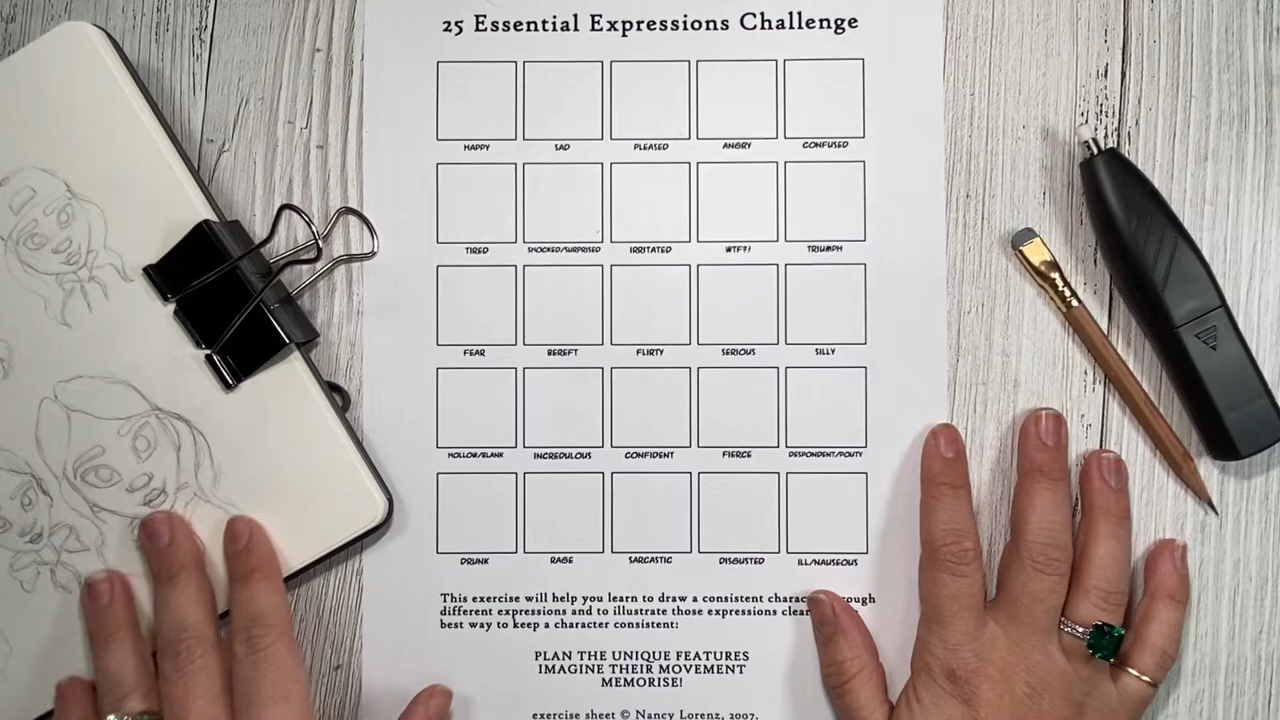 25 Essential Expressions Challenge
HAPPY SAD PLEASED ANGRY CONFUSED
TIRED SHOCKED/SURPRISED IRRITATED WTF?! TRIUMPH
FEAR BEREFT FLIRTY SERIOUS SILLY
HOLLOW/BLANK INCREDULOUS CONFIDENT FIERCE DESPONDENT/POUTY
DRUNK RAGE SARCASTIC DISGUSTED ILL/NAUSEOUS
This exercise will help you learn to draw a consistent
different expressions and to illustrate those expressions
best way to keep a character consistent:
PLAN THE UNIQUE FEATURES
IMAGINE THEIR MOVEMENT
MEMORISE!
exercise sheet © Nancy Lorenz, 2007.